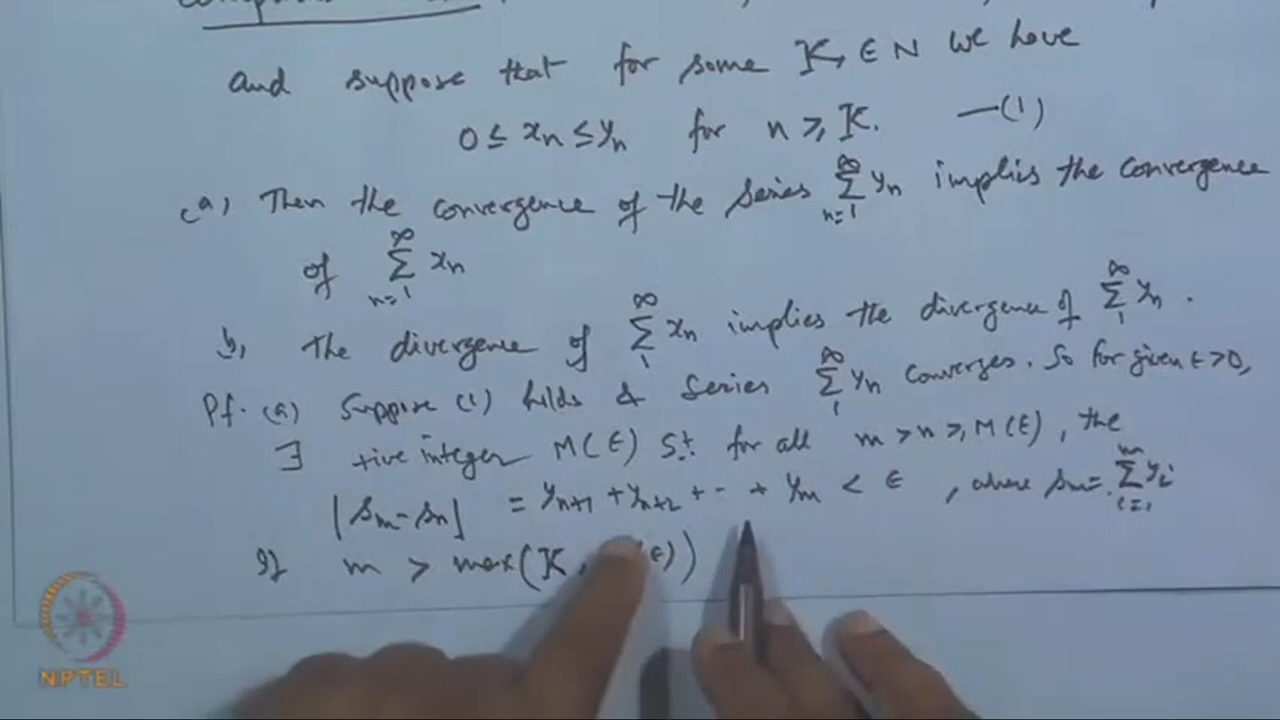 and suppose that for some K ∈ N we have
0 ≤ xn ≤ yn for n ≥ K. —(1)
(a) Then the convergence of the series ∑_{n=1}^∞ yn implies the convergence
of ∑_{n=1}^∞ xn
b, The divergence of ∑_1^∞ xn implies the divergence of ∑_1^∞ yn.
Pf. (a) Suppose (1) holds & series ∑_1^∞ yn converges. So for given ε>0,
∃ +ive integer M(ε) s.t. for all m > n ≥ M(ε), the
|sm-sn| = yn+1 + yn+2 + -- + ym < ε, where sm = ∑_{i=1}^m yi
If m > max(K, (ε))
NPTEL